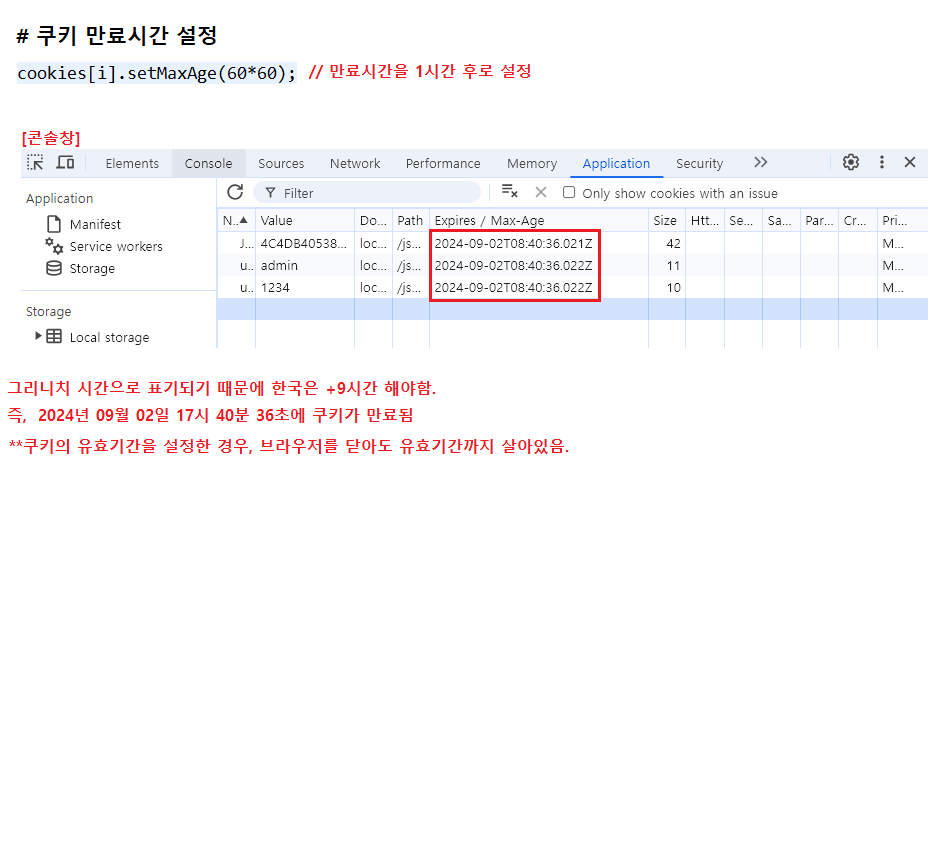 # 쿠키 만료시간 설정
cookies[i].setMaxAge(60*60); // 만료시간을 1시간 후로 설정
[콘솔창]
Elements Console Sources Network Performance Memory Application Security
Application
Filter Only show cookies with an issue
Manifest
Service workers
Storage
Storage
Local storage
N.. Value Do... Path Expires / Max-Age Size Htt... Se... Sa... Par... Cr... Pri...
J... 4C4DB40538... loc... /js... 2024-09-02T08:40:36.021Z 42 M...
u.. admin loc... /js... 2024-09-02T08:40:36.022Z 11 M...
u.. 1234 loc... /js... 2024-09-02T08:40:36.022Z 10 M...
그리니치 시간으로 표기되기 때문에 한국은 +9시간 해야함.
즉, 2024년 09월 02일 17시 40분 36초에 쿠키가 만료됨
**쿠키의 유효기간을 설정한 경우, 브라우저를 닫아도 유효기간까지 살아있음.